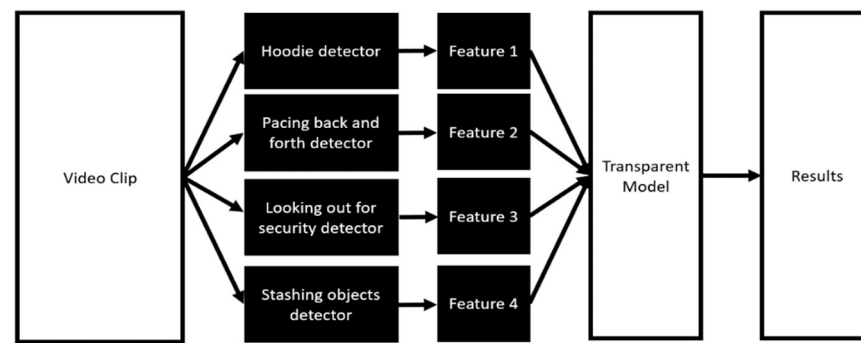 Video Clip
Hoodie detector
Feature 1
Pacing back and
forth detector
Feature 2
Looking out for
security detector
Feature 3
Stashing objects
detector
Feature 4
Transparent
Model
Results